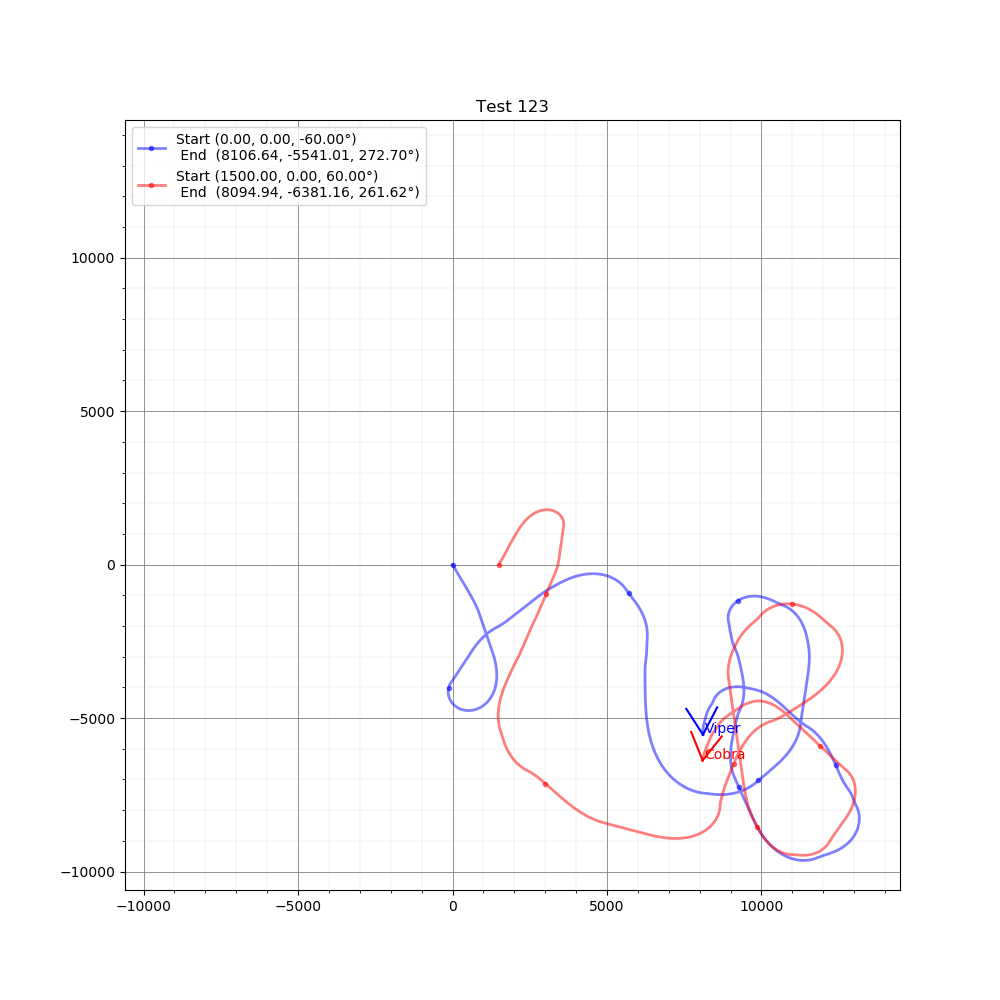 Test 123
Start (0.00, 0.00, -60.00°)
End  (8106.64, -5541.01, 272.70°)
Start (1500.00, 0.00, 60.00°)
End  (8094.94, -6381.16, 261.62°)
10000
5000
0
−5000
−10000
Viper
Cobra
−10000
−5000
0
5000
10000